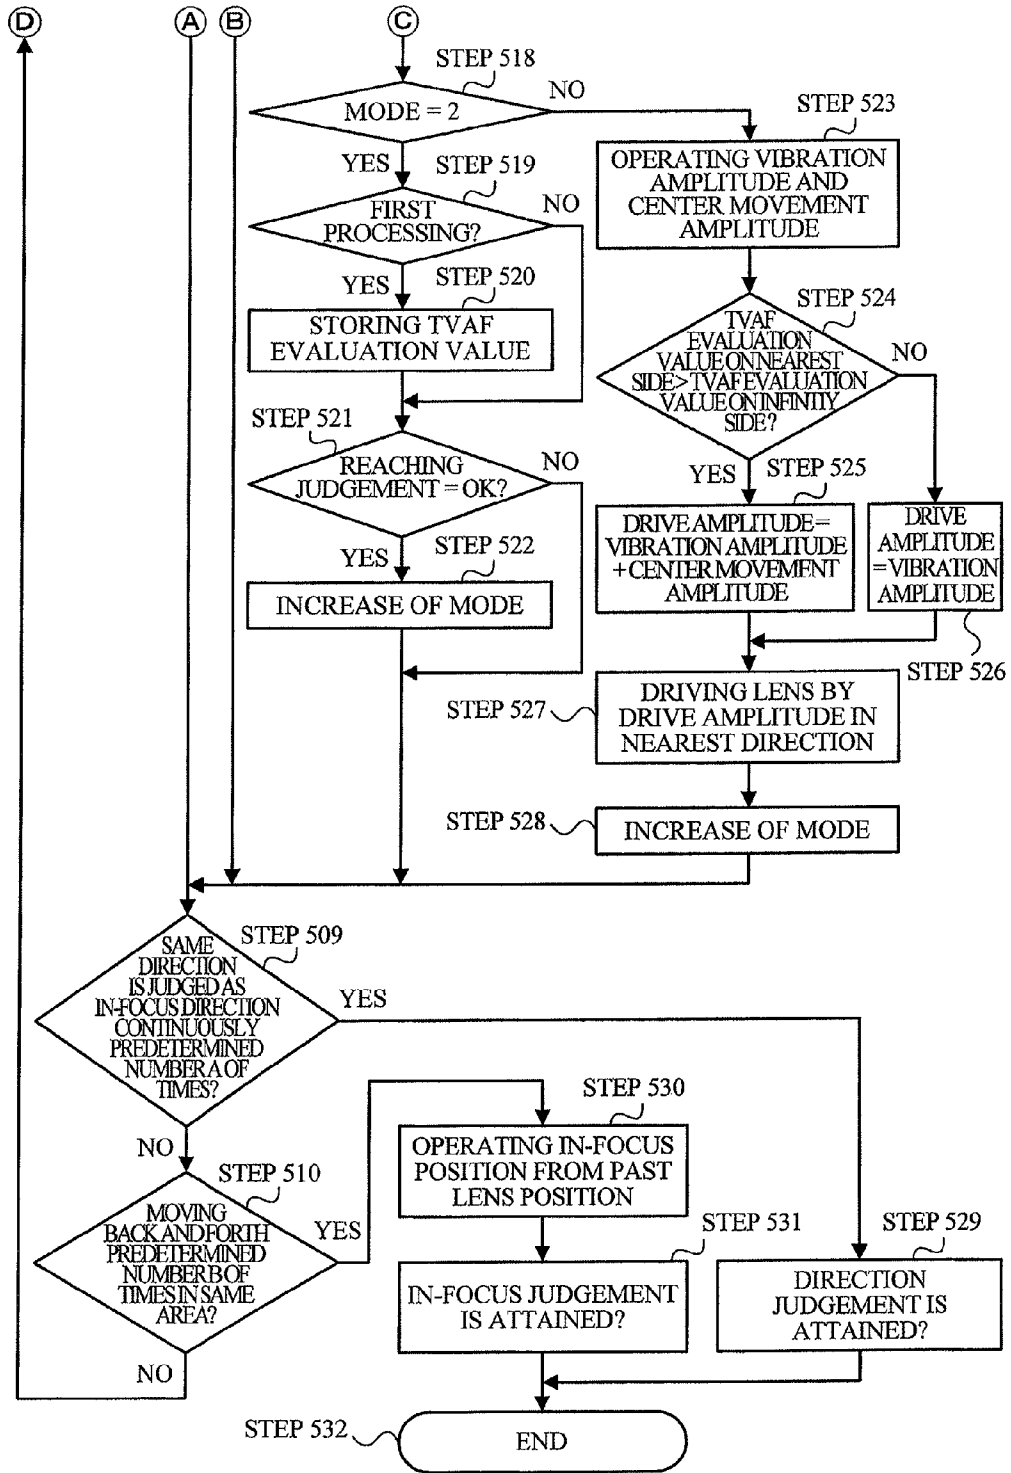 D
A
B
C
STEP 518
MODE = 2
NO
YES
STEP 519
FIRST
PROCESSING?
NO
YES
STEP 520
STORING TVAF
EVALUATION VALUE
STEP 521
REACHING
JUDGEMENT = OK?
NO
YES
STEP 522
INCREASE OF MODE
STEP 523
OPERATING VIBRATION
AMPLITUDE AND
CENTER MOVEMENT
AMPLITUDE
STEP 524
TVAF
EVALUATION
VALUE ON NEAREST
SIDE > TVAF EVALUATION
VALUE ON INFINITY
SIDE?
NO
YES
STEP 525
DRIVE AMPLITUDE =
VIBRATION AMPLITUDE
+ CENTER MOVEMENT
AMPLITUDE
DRIVE
AMPLITUDE
= VIBRATION
AMPLITUDE
STEP 526
STEP 527
DRIVING LENS BY
DRIVE AMPLITUDE IN
NEAREST DIRECTION
STEP 528
INCREASE OF MODE
STEP 509
SAME
DIRECTION
IS JUDGED AS
IN-FOCUS DIRECTION
CONTINUOUSLY
PREDETERMINED
NUMBER A OF
TIMES?
YES
NO
STEP 510
MOVING
BACK AND FORTH
PREDETERMINED
NUMBER B OF
TIMES IN SAME
AREA?
YES
NO
STEP 530
OPERATING IN-FOCUS
POSITION FROM PAST
LENS POSITION
STEP 531
IN-FOCUS JUDGEMENT
IS ATTAINED?
STEP 529
DIRECTION
JUDGEMENT IS
ATTAINED?
STEP 532
END